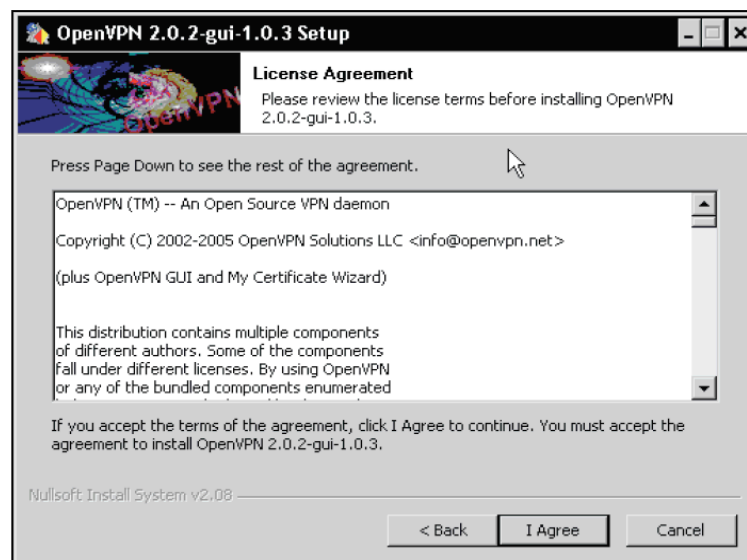 OpenVPN 2.0.2-gui-1.0.3 Setup
OpenVPN
License Agreement
Please review the license terms before installing OpenVPN
2.0.2-gui-1.0.3.
Press Page Down to see the rest of the agreement.
OpenVPN (TM) -- An Open Source VPN daemon
Copyright (C) 2002-2005 OpenVPN Solutions LLC <info@openvpn.net>
(plus OpenVPN GUI and My Certificate Wizard)
This distribution contains multiple components
of different authors. Some of the components
fall under different licenses. By using OpenVPN
or any of the bundled components enumerated
If you accept the terms of the agreement, click I Agree to continue. You must accept the
agreement to install OpenVPN 2.0.2-gui-1.0.3.
Nullsoft Install System v2.08
< Back
I Agree
Cancel